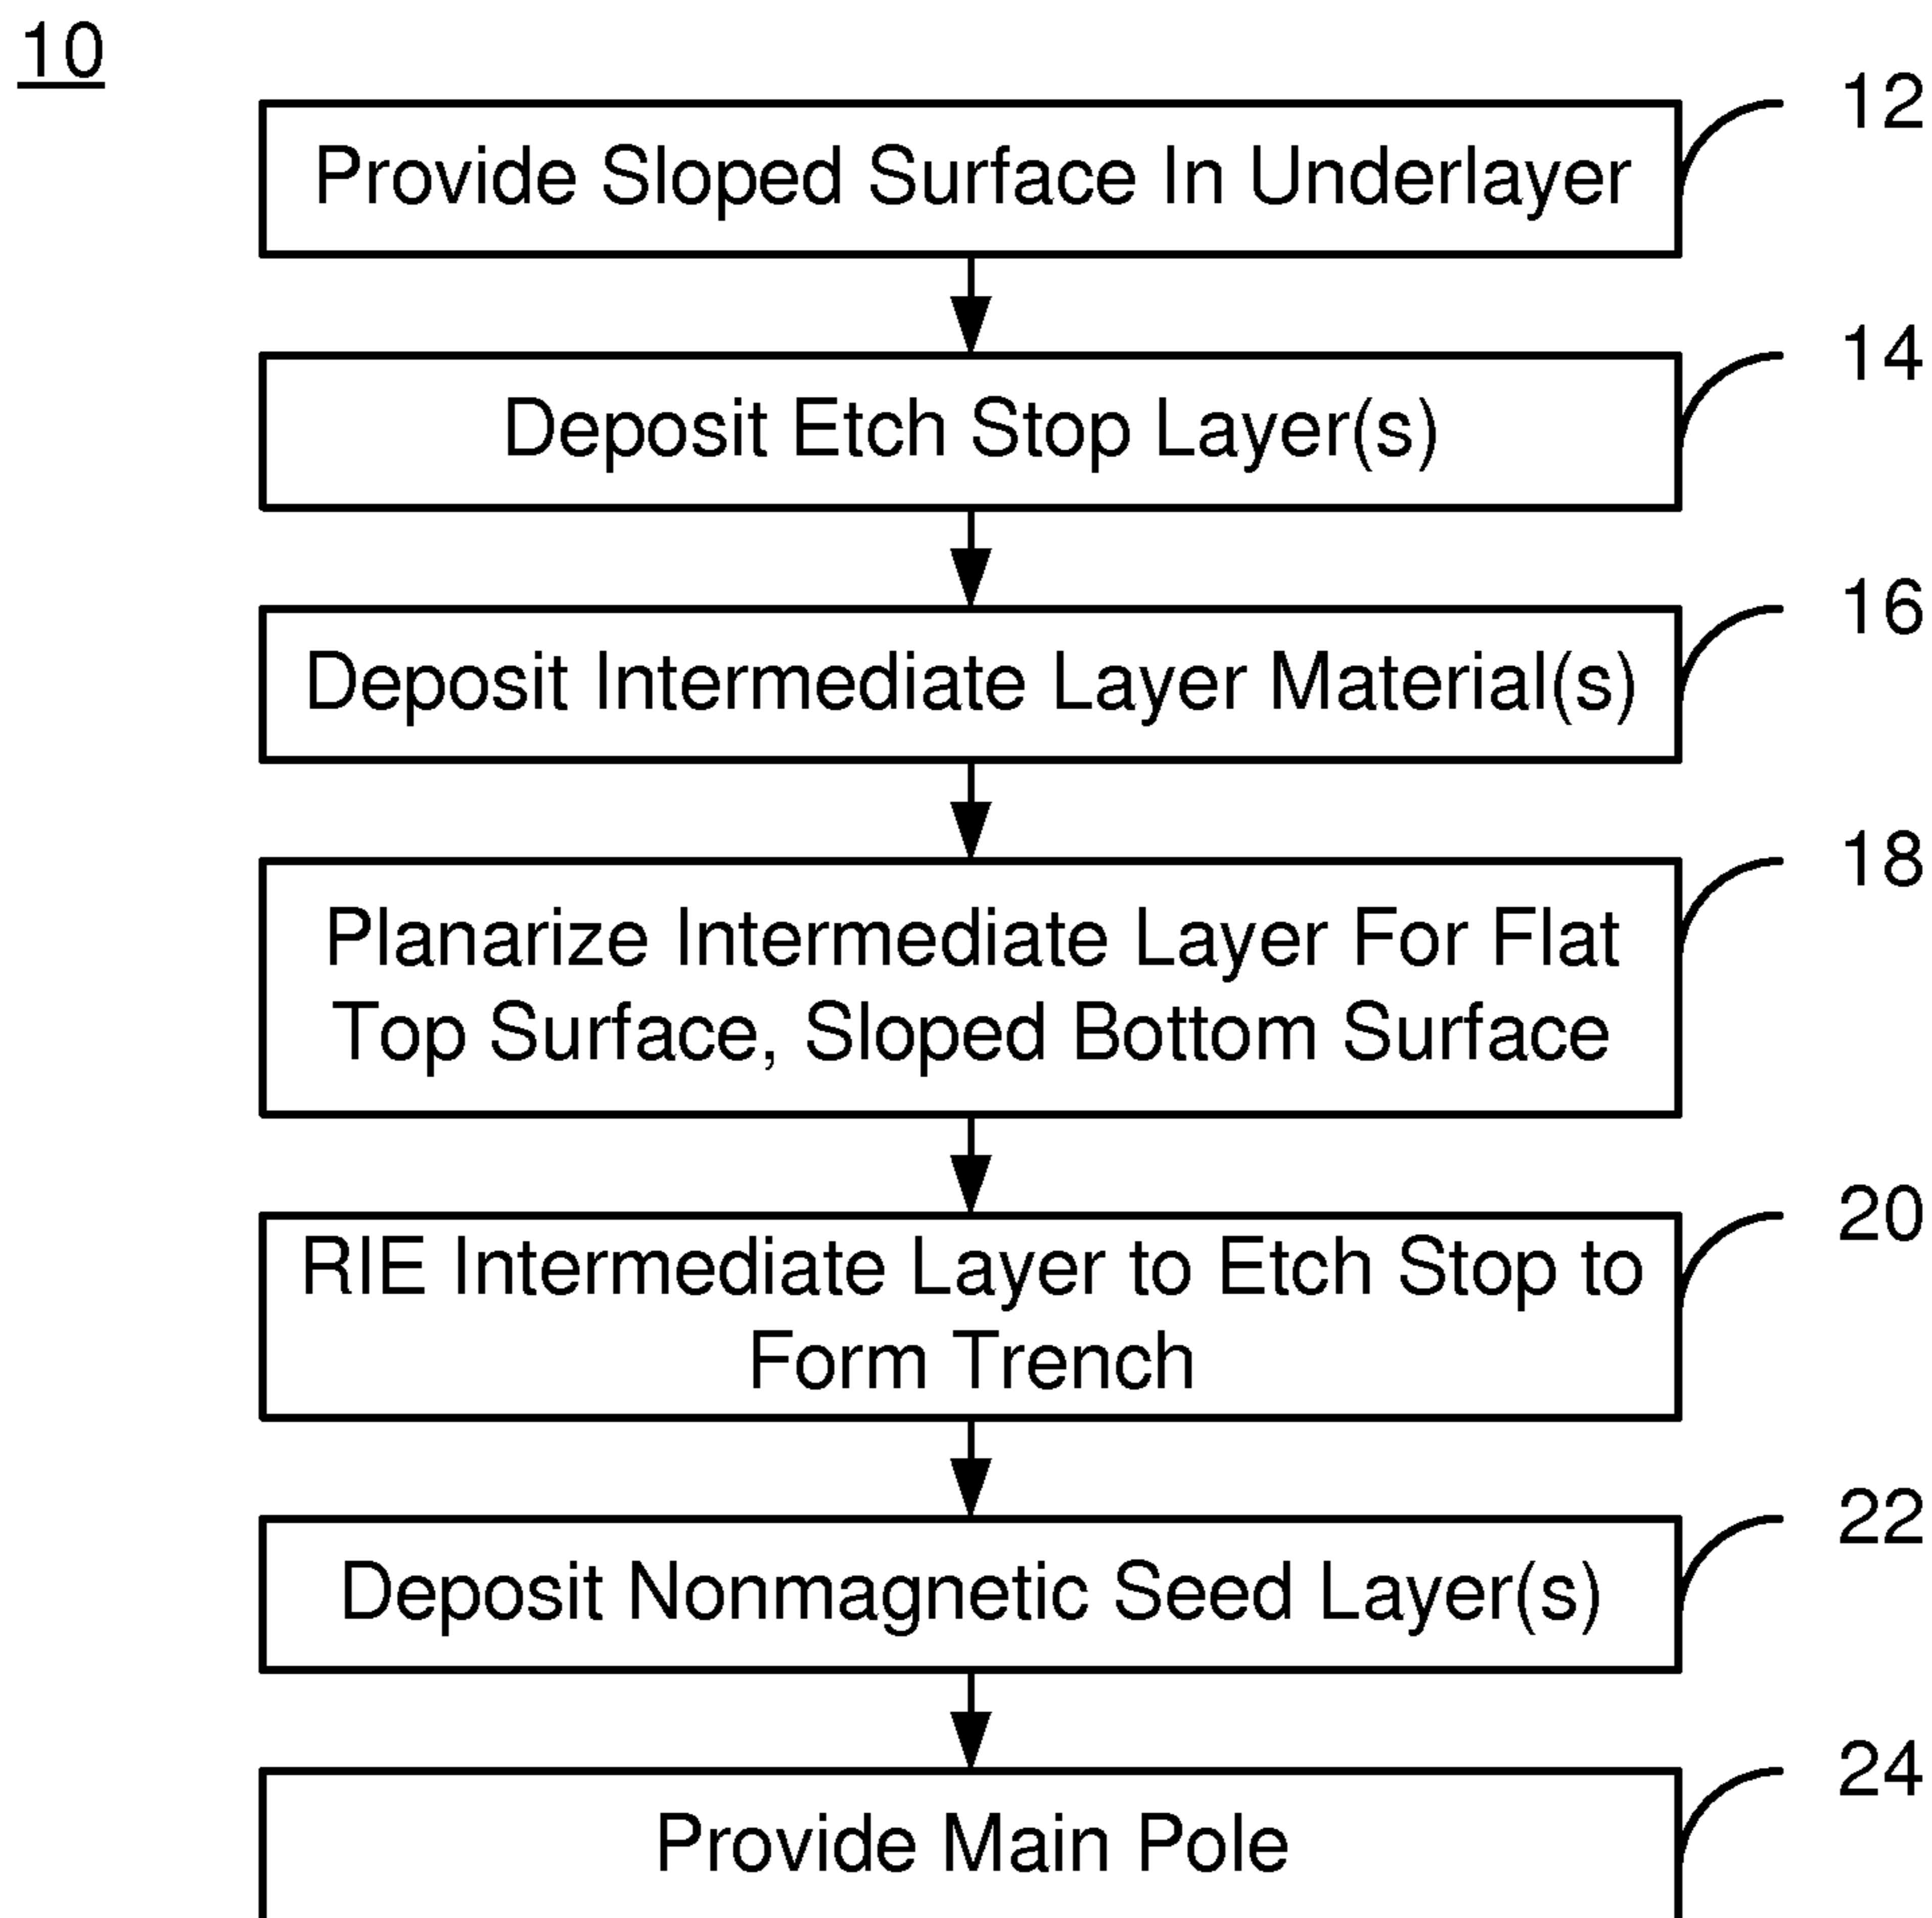 10
12
Provide Sloped Surface In Underlayer
14
Deposit Etch Stop Layer(s)
16
Deposit Intermediate Layer Material(s)
18
Planarize Intermediate Layer For Flat
Top Surface, Sloped Bottom Surface
20
RIE Intermediate Layer to Etch Stop to
Form Trench
22
Deposit Nonmagnetic Seed Layer(s)
24
Provide Main Pole